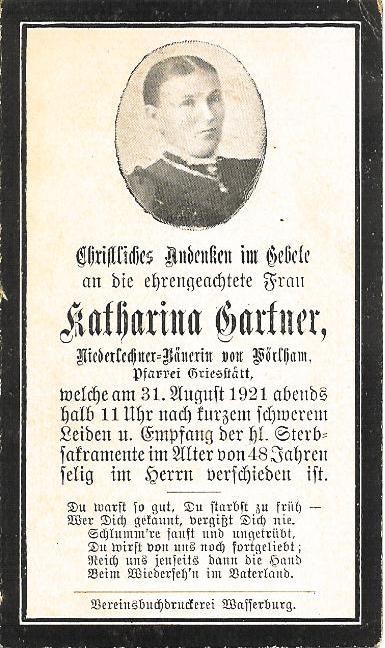 Christliches Andenken im Gebete
an die ehrengeachtete Frau
Katharina Gartner,
Niederlechner-Bäuerin von Wörlham,
Pfarrei Griesstätt,
welche am 31. August 1921 abends
halb 11 Uhr nach kurzem schwerem
Leiden u. Empfang der hl. Sterb-
sakramente im Alter von 48 Jahren
selig im Herrn verschieden ist.
Du warst so gut, Du starbst zu früh —
Wer Dich gekannt, vergißt Dich nie.
Schlumm're sanft und ungetrübt,
Du wirst von uns noch fortgeliebt;
Reich uns jenseits dann die Hand
Beim Wiederseh'n im Vaterland.
Vereinsbuchdruckerei Wasserburg.